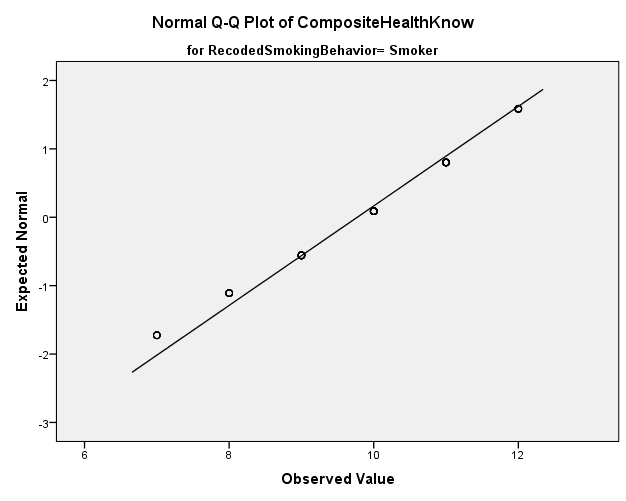 Normal Q-Q Plot of CompositeHealthKnow
for RecodedSmokingBehavior= Smoker
Expected Normal
2
1
0
-1
-2
-3
6
8
10
12
Observed Value